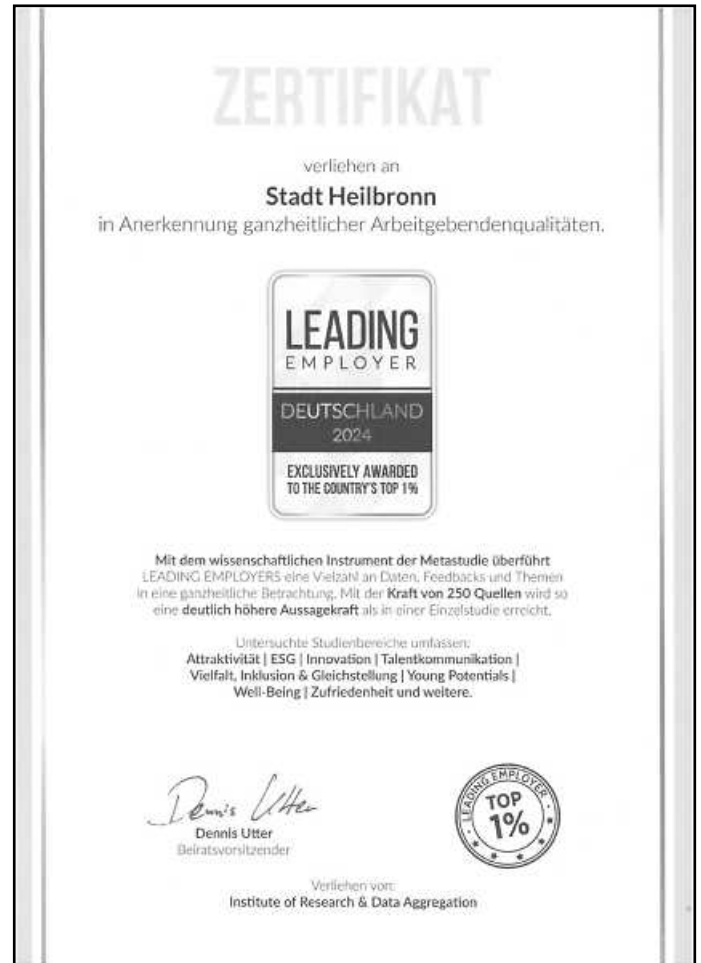 ZERTIFIKAT
verliehen an
Stadt Heilbronn
in Anerkennung ganzheitlicher Arbeitgebendenqualitäten.
LEADING
EMPLOYER
DEUTSCHLAND
2024
EXCLUSIVELY AWARDED
TO THE COUNTRY'S TOP 1%
Mit dem wissenschaftlichen Instrument der Metastudie überführt
LEADING EMPLOYERS eine Vielzahl an Daten, Feedbacks und Themen
in eine ganzheitliche Betrachtung. Mit der Kraft von 250 Quellen wird so
eine deutlich höhere Aussagekraft als in einer Einzelstudie erreicht.
Untersuchte Studienbereiche umfassen:
Attraktivität | ESG | Innovation | Talentkommunikation |
Vielfalt, Inklusion & Gleichstellung | Young Potentials |
Well-Being | Zufriedenheit und weitere.
Dennis Utter
Dennis Utter
Beiratsvorsitzender
LEADING EMPLOYER
TOP
1%
Verliehen von:
Institute of Research & Data Aggregation